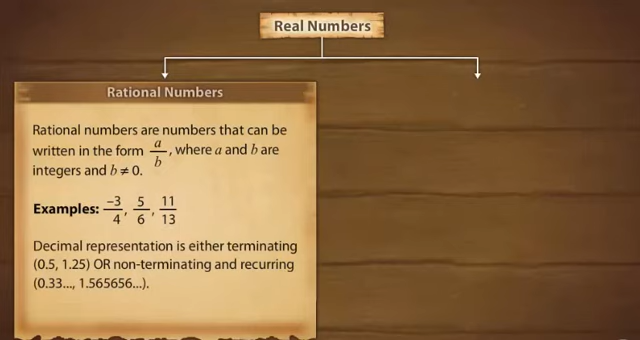 Real Numbers
Rational Numbers
Rational numbers are numbers that can be
written in the form a/b, where a and b are
integers and b ≠ 0.
Examples: −3/4, 5/6, 11/13
Decimal representation is either terminating
(0.5, 1.25) OR non-terminating and recurring
(0.33..., 1.565656...).